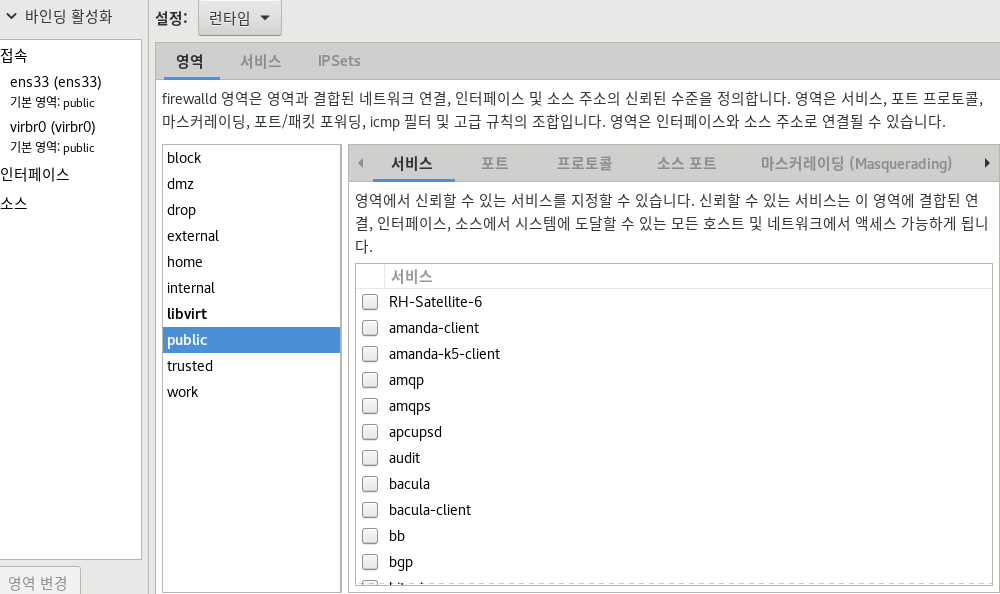 바인딩 활성화
설정: 런타임
접속
ens33 (ens33)
기본 영역: public
virbr0 (virbr0)
기본 영역: public
인터페이스
소스
영역 변경
영역 서비스 IPSets
firewalld 영역은 영역과 결합된 네트워크 연결, 인터페이스 및 소스 주소의 신뢰된 수준을 정의합니다. 영역은 서비스, 포트 프로토콜,
마스커레이딩, 포트/패킷 포워딩, icmp 필터 및 고급 규칙의 조합입니다. 영역은 인터페이스와 소스 주소로 연결될 수 있습니다.
block
dmz
drop
external
home
internal
libvirt
public
trusted
work
서비스 포트 프로토콜 소스 포트 마스커레이딩 (Masquerading)
영역에서 신뢰할 수 있는 서비스를 지정할 수 있습니다. 신뢰할 수 있는 서비스는 이 영역에 결합된 연
결, 인터페이스, 소스에서 시스템에 도달할 수 있는 모든 호스트 및 네트워크에서 액세스 가능하게 됩니
다.
서비스
RH-Satellite-6
amanda-client
amanda-k5-client
amqp
amqps
apcupsd
audit
bacula
bacula-client
bb
bgp